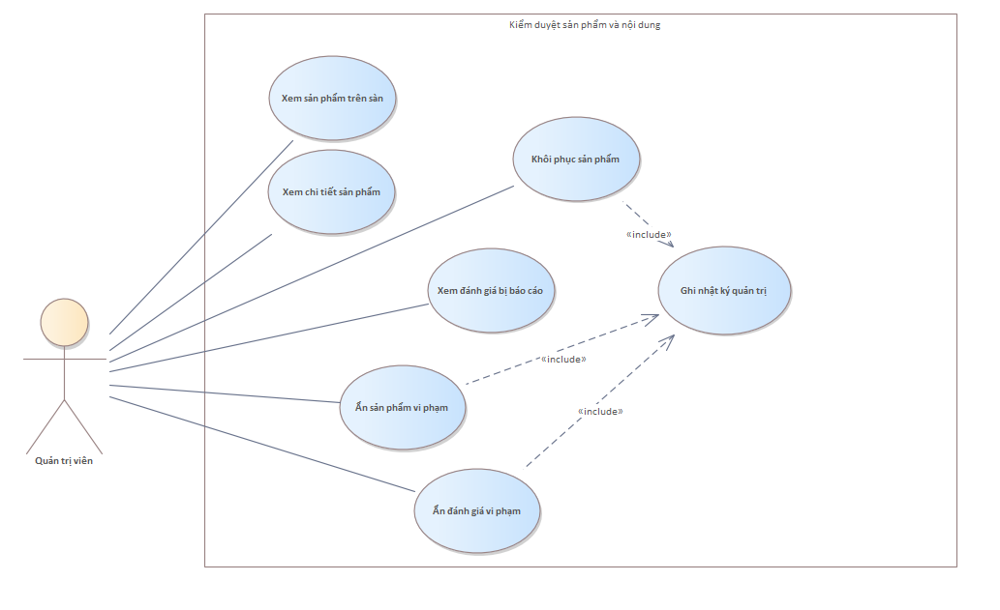 Kiểm duyệt sản phẩm và nội dung
Xem sản phẩm trên sàn
Khôi phục sản phẩm
Xem chi tiết sản phẩm
«include»
Xem đánh giá bị báo cáo
Ghi nhật ký quản trị
«include»
Ẩn sản phẩm vi phạm
«include»
Quản trị viên
Ẩn đánh giá vi phạm